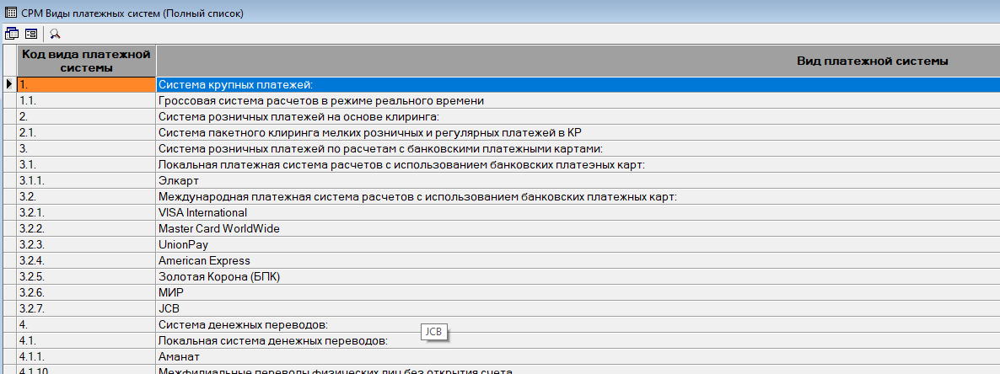 СРМ Виды платежных систем (Полный список)
Код вида платежной системы Вид платежной системы
1. Система крупных платежей:
1.1. Гроссовая система расчетов в режиме реального времени
2. Система розничных платежей на основе клиринга:
2.1. Система пакетного клиринга мелких розничных и регулярных платежей в КР
3. Система розничных платежей по расчетам с банковскими платежными картами:
3.1. Локальная платежная система расчетов с использованием банковских платеэных карт:
3.1.1. Элкарт
3.2. Международная платежная система расчетов с использованием банковских платежных карт:
3.2.1. VISA International
3.2.2. Master Card WorldWide
3.2.3. UnionPay
3.2.4. American Express
3.2.5. Золотая Корона (БПК)
3.2.6. МИР
3.2.7. JCB
4. Система денежных переводов:
JCB
4.1. Локальная система денежных переводов:
4.1.1. Аманат
4.1.10. Межфилиальные переводы физических лиц без открытия счета